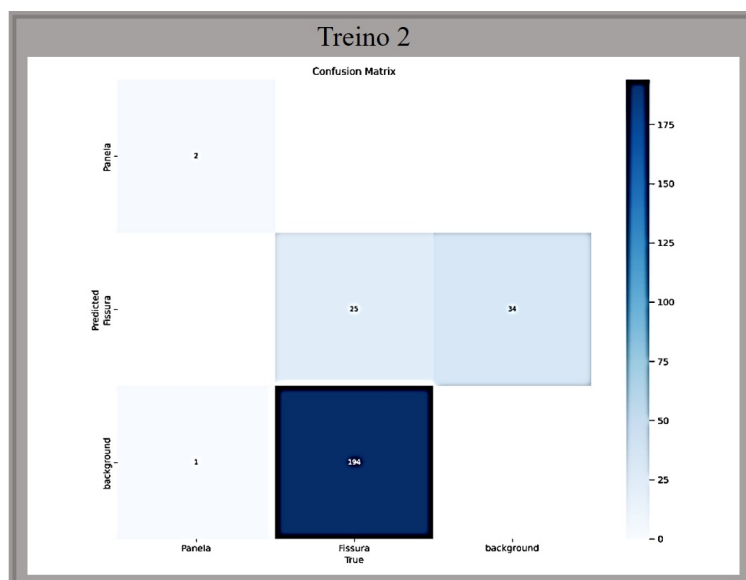 Treino 2
Confusion Matrix
Panela
2
175
150
125
Predicted
Fissura
25
34
100
75
50
background
1
194
25
0
Panela
Fissura
background
True